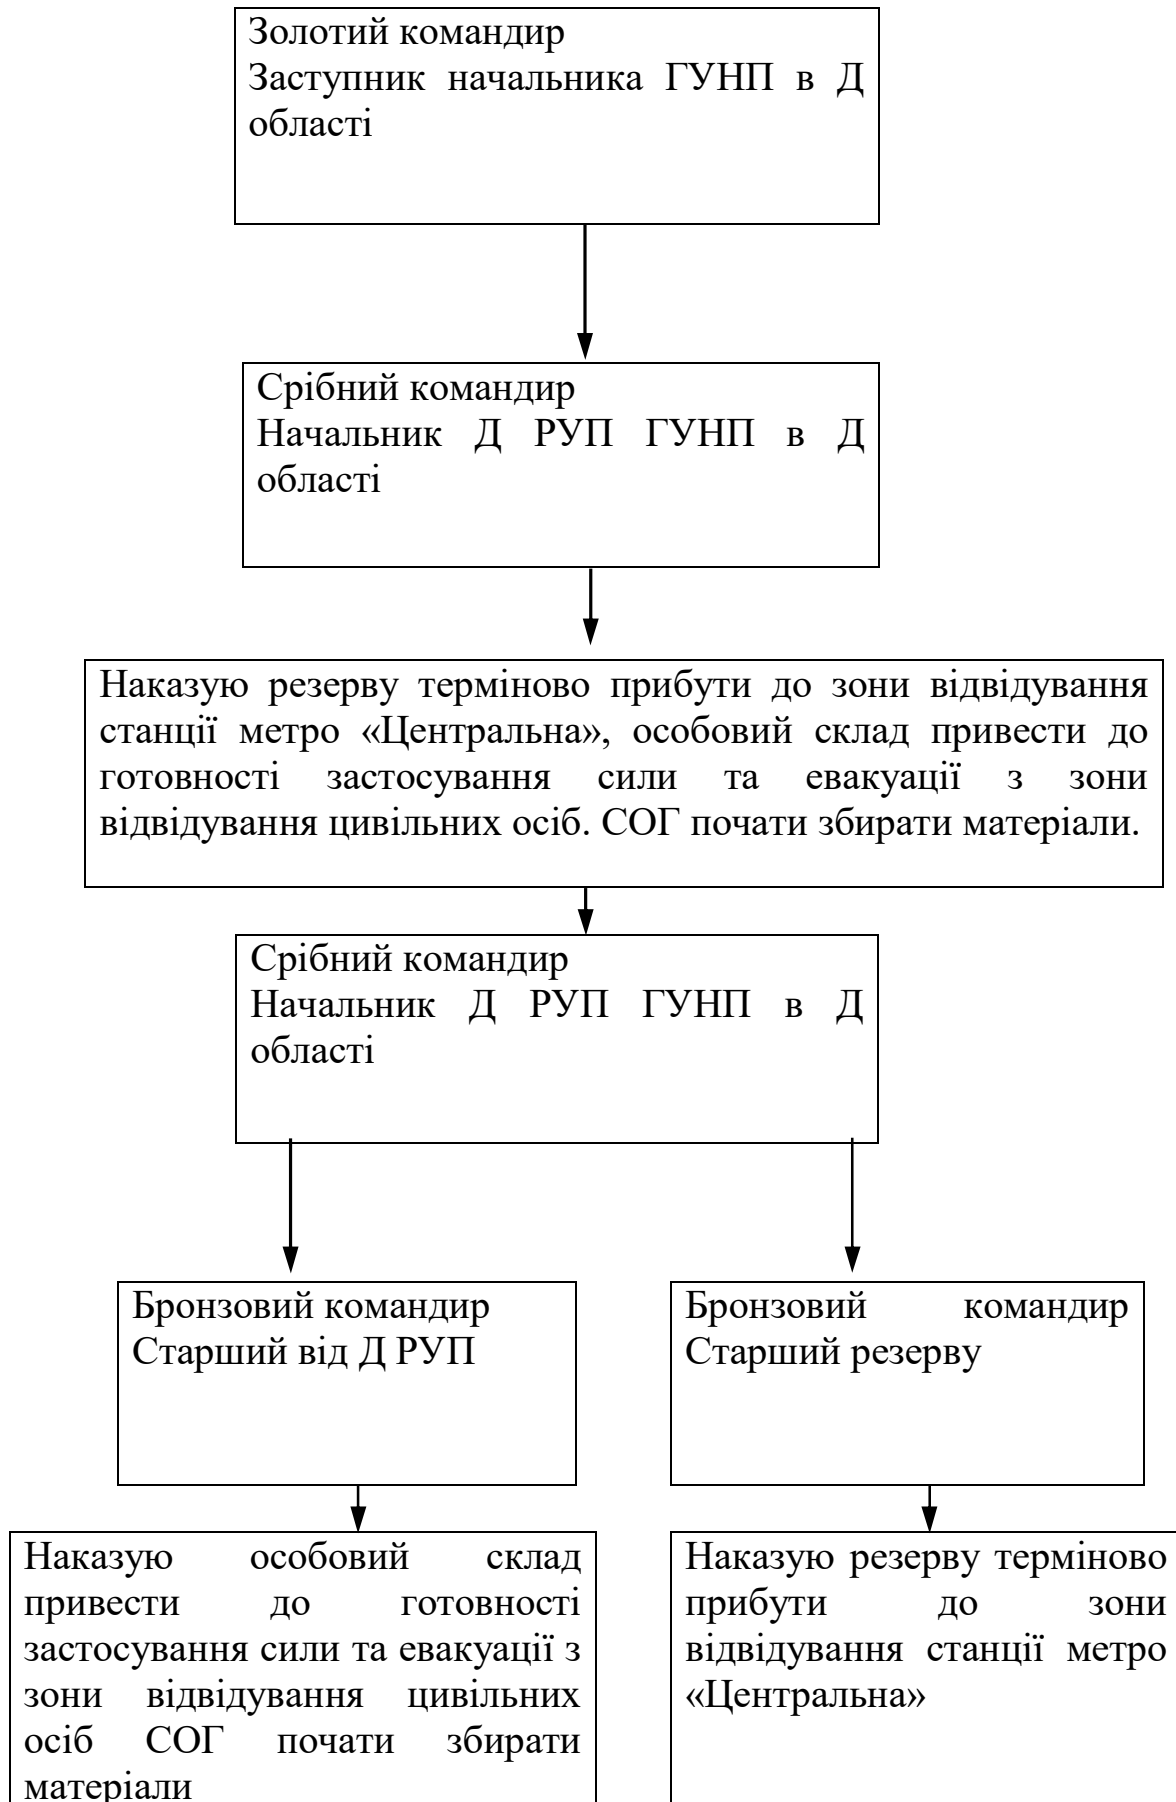 Золотий командир
Заступник начальника ГУНП в Д
області
Срібний командир
Начальник Д РУП ГУНП в Д
області
Наказую резерву терміново прибути до зони відвідування
станції метро «Центральна», особовий склад привести до
готовності застосування сили та евакуації з зони
відвідування цивільних осіб. СОГ почати збирати матеріали.
Срібний командир
Начальник Д РУП ГУНП в Д
області
Бронзовий командир
Старший від Д РУП
Бронзовий командир
Старший резерву
Наказую особовий склад
привести до готовності
застосування сили та евакуації з
зони відвідування цивільних
осіб СОГ почати збирати
матеріали
Наказую резерву терміново
прибути до зони
відвідування станції метро
«Центральна»